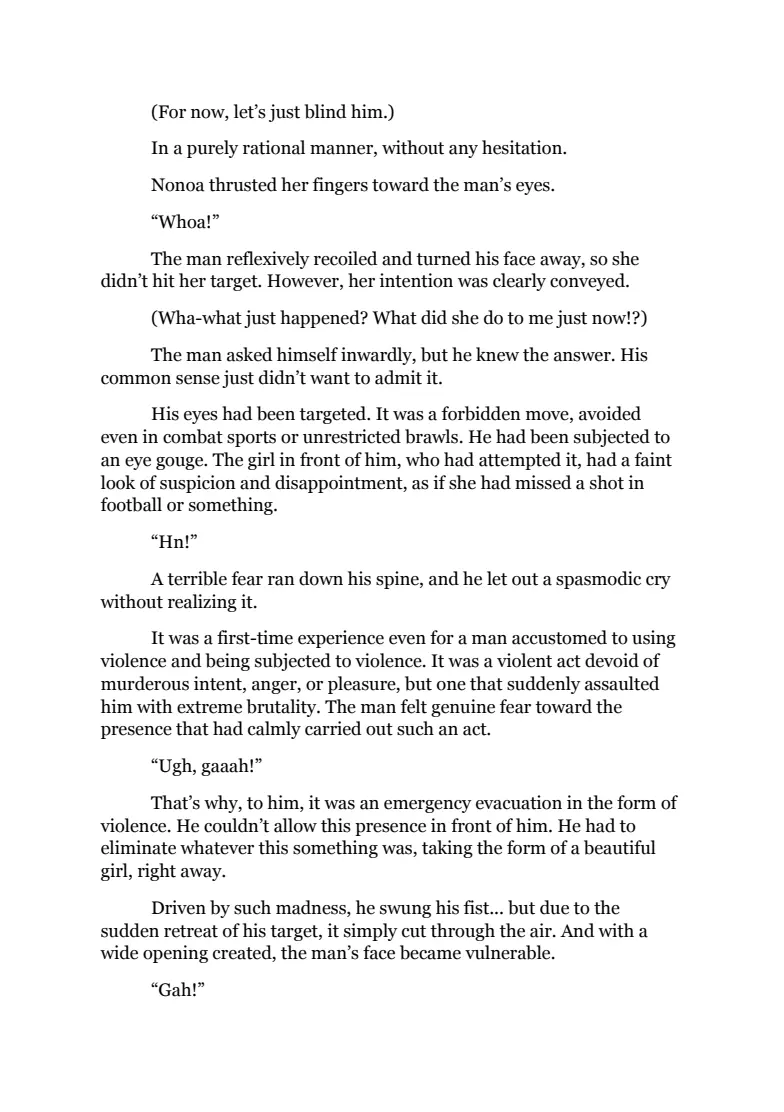 (For now, let’s just blind him.)
In a purely rational manner, without any hesitation.
Nonoa thrusted her fingers toward the man’s eyes.
“Whoa!”
The man reflexively recoiled and turned his face away, so she
didn’t hit her target. However, her intention was clearly conveyed.
(Wha-what just happened? What did she do to me just now!?)
The man asked himself inwardly, but he knew the answer. His
common sense just didn’t want to admit it.
His eyes had been targeted. It was a forbidden move, avoided
even in combat sports or unrestricted brawls. He had been subjected to
an eye gouge. The girl in front of him, who had attempted it, had a faint
look of suspicion and disappointment, as if she had missed a shot in
football or something.
“Hn!”
A terrible fear ran down his spine, and he let out a spasmodic cry
without realizing it.
It was a first-time experience even for a man accustomed to using
violence and being subjected to violence. It was a violent act devoid of
murderous intent, anger, or pleasure, but one that suddenly assaulted
him with extreme brutality. The man felt genuine fear toward the
presence that had calmly carried out such an act.
“Ugh, gaaah!”
That’s why, to him, it was an emergency evacuation in the form of
violence. He couldn’t allow this presence in front of him. He had to
eliminate whatever this something was, taking the form of a beautiful
girl, right away.
Driven by such madness, he swung his fist... but due to the
sudden retreat of his target, it simply cut through the air. And with a
wide opening created, the man’s face became vulnerable.
“Gah!”